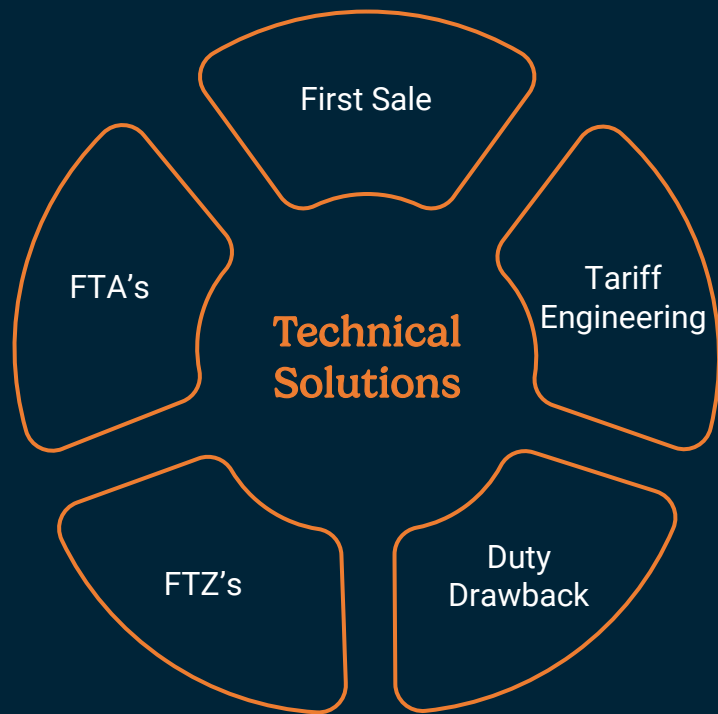 First Sale
FTA's
Tariff
Engineering
Technical
Solutions
FTZ's
Duty
Drawback